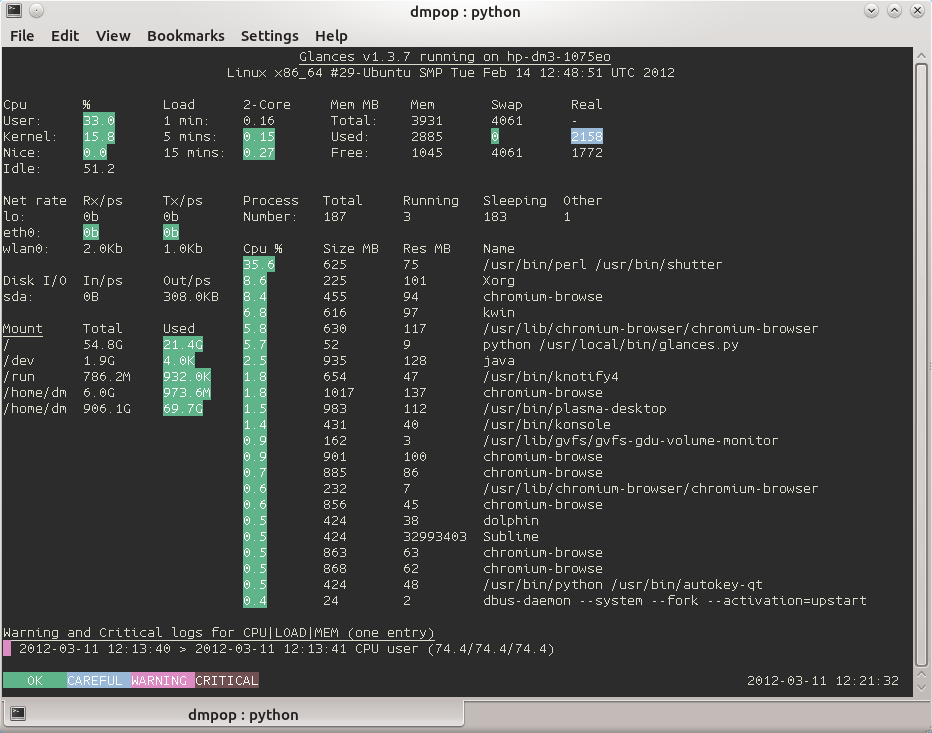 dmpop : python
File Edit View Bookmarks Settings Help
Glances v1.3.7 running on hp-dm3-1075eo
Linux x86_64 #29-Ubuntu SMP Tue Feb 14 12:48:51 UTC 2012
Cpu % Load 2-Core Mem MB Mem Swap Real
User: 33.0 1 min: 0.16 Total: 3931 4061 -
Kernel: 15.8 5 mins: 0.15 Used: 2885 0 2158
Nice: 0.0 15 mins: 0.27 Free: 1045 4061 1772
Idle: 51.2
Net rate Rx/ps Tx/ps Process Total Running Sleeping Other
lo: 0b 0b Number: 187 3 183 1
eth0: 0b 0b
wlan0: 2.0Kb 1.0Kb Cpu % Size MB Res MB Name
35.6 625 75 /usr/bin/perl /usr/bin/shutter
Disk I/O In/ps Out/ps 8.6 225 101 Xorg
sda: 0B 308.0KB 8.4 455 94 chromium-browse
6.8 616 97 kwin
Mount Total Used 5.8 630 117 /usr/lib/chromium-browser/chromium-browser
/ 54.8G 21.4G 5.7 52 9 python /usr/local/bin/glances.py
/dev 1.9G 4.0K 2.5 935 128 java
/run 786.2M 932.0K 1.8 654 47 /usr/bin/knotify4
/home/dm 6.0G 973.6M 1.8 1017 137 chromium-browse
/home/dm 906.1G 69.7G 1.5 983 112 /usr/bin/plasma-desktop
1.4 431 40 /usr/bin/konsole
0.9 162 3 /usr/lib/gvfs/gvfs-gdu-volume-monitor
0.9 901 100 chromium-browse
0.7 885 86 chromium-browse
0.6 232 7 /usr/lib/chromium-browser/chromium-browser
0.6 856 45 chromium-browse
0.5 424 38 dolphin
0.5 424 32993403 Sublime
0.5 863 63 chromium-browse
0.5 868 62 chromium-browse
0.5 424 48 /usr/bin/python /usr/bin/autokey-qt
0.4 24 2 dbus-daemon --system --fork --activation=upstart
Warning and Critical logs for CPU|LOAD|MEM (one entry)
2012-03-11 12:13:40 > 2012-03-11 12:13:41 CPU user (74.4/74.4/74.4)
OK CAREFUL WARNING CRITICAL 2012-03-11 12:21:32
dmpop : python